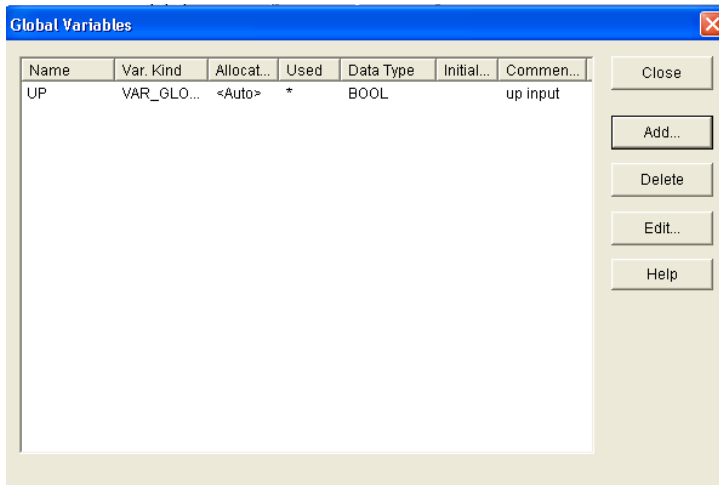 Global Variables
Name Var. Kind Allocat... Used Data Type Initial... Commen...
UP VAR_GLO... <Auto> * BOOL up input
Close
Add...
Delete
Edit...
Help